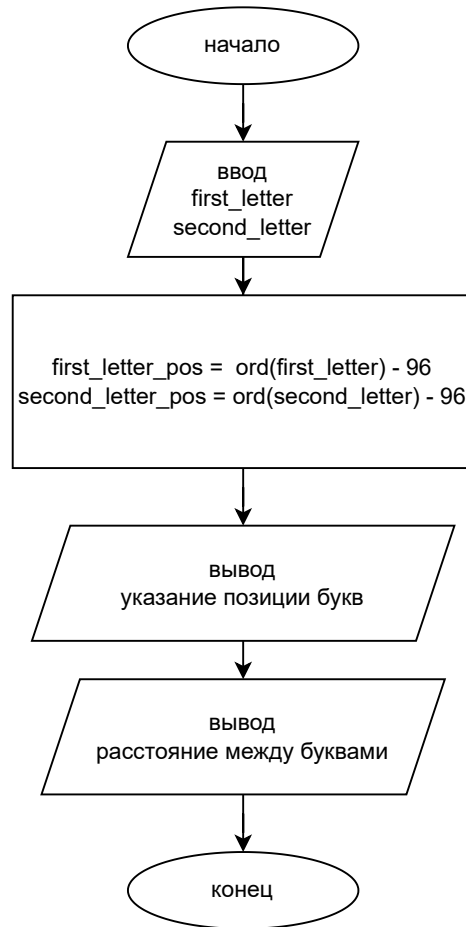 начало
ввод
first_letter
second_letter
first_letter_pos = ord(first_letter) - 96
second_letter_pos = ord(second_letter) - 96
вывод
указание позиции букв
вывод
расстояние между буквами
конец